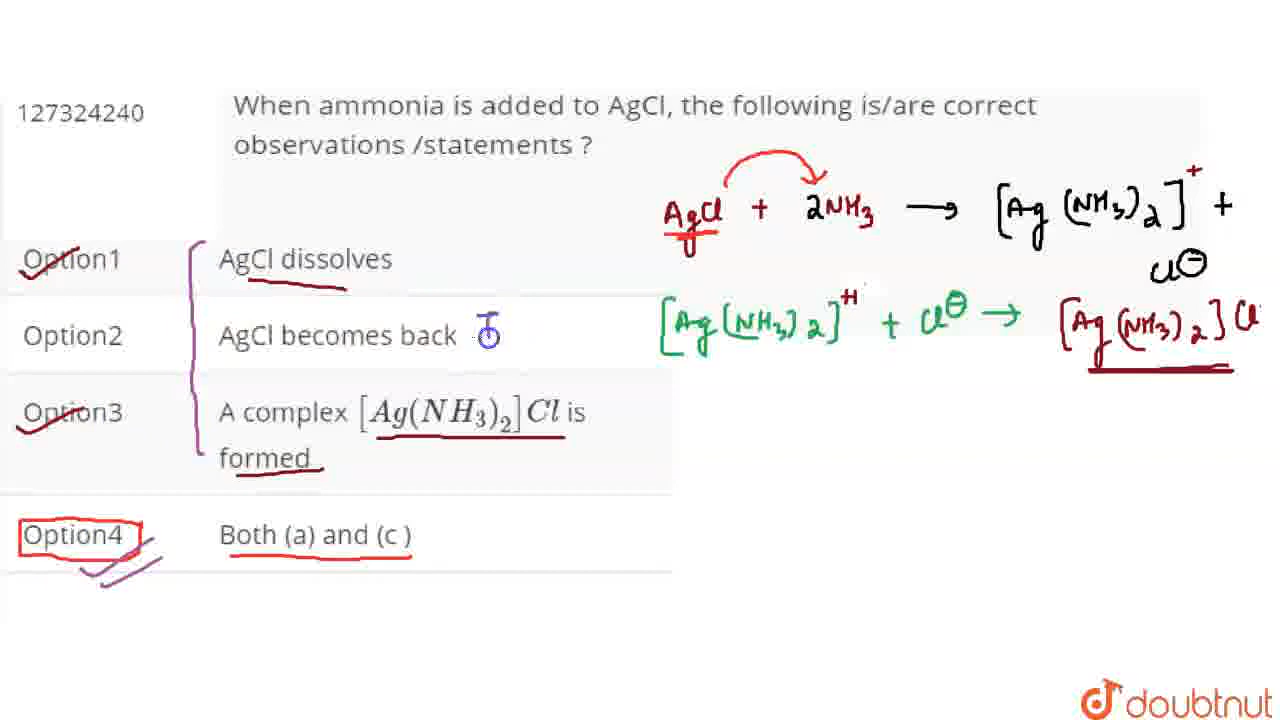 127324240
When ammonia is added to AgCl, the following is/are correct
observations /statements ?
AgCl + 2NH₃ → [Ag(NH₃)₂]⁺ +
Cl⊖
Option1 AgCl dissolves
[Ag(NH₃)₂]⁺ + Cl⊖ → [Ag(NH₃)₂]Cl
Option2 AgCl becomes back
Option3 A complex [Ag(NH₃)₂]Cl is
formed
Option4 Both (a) and (c )
doubtnut